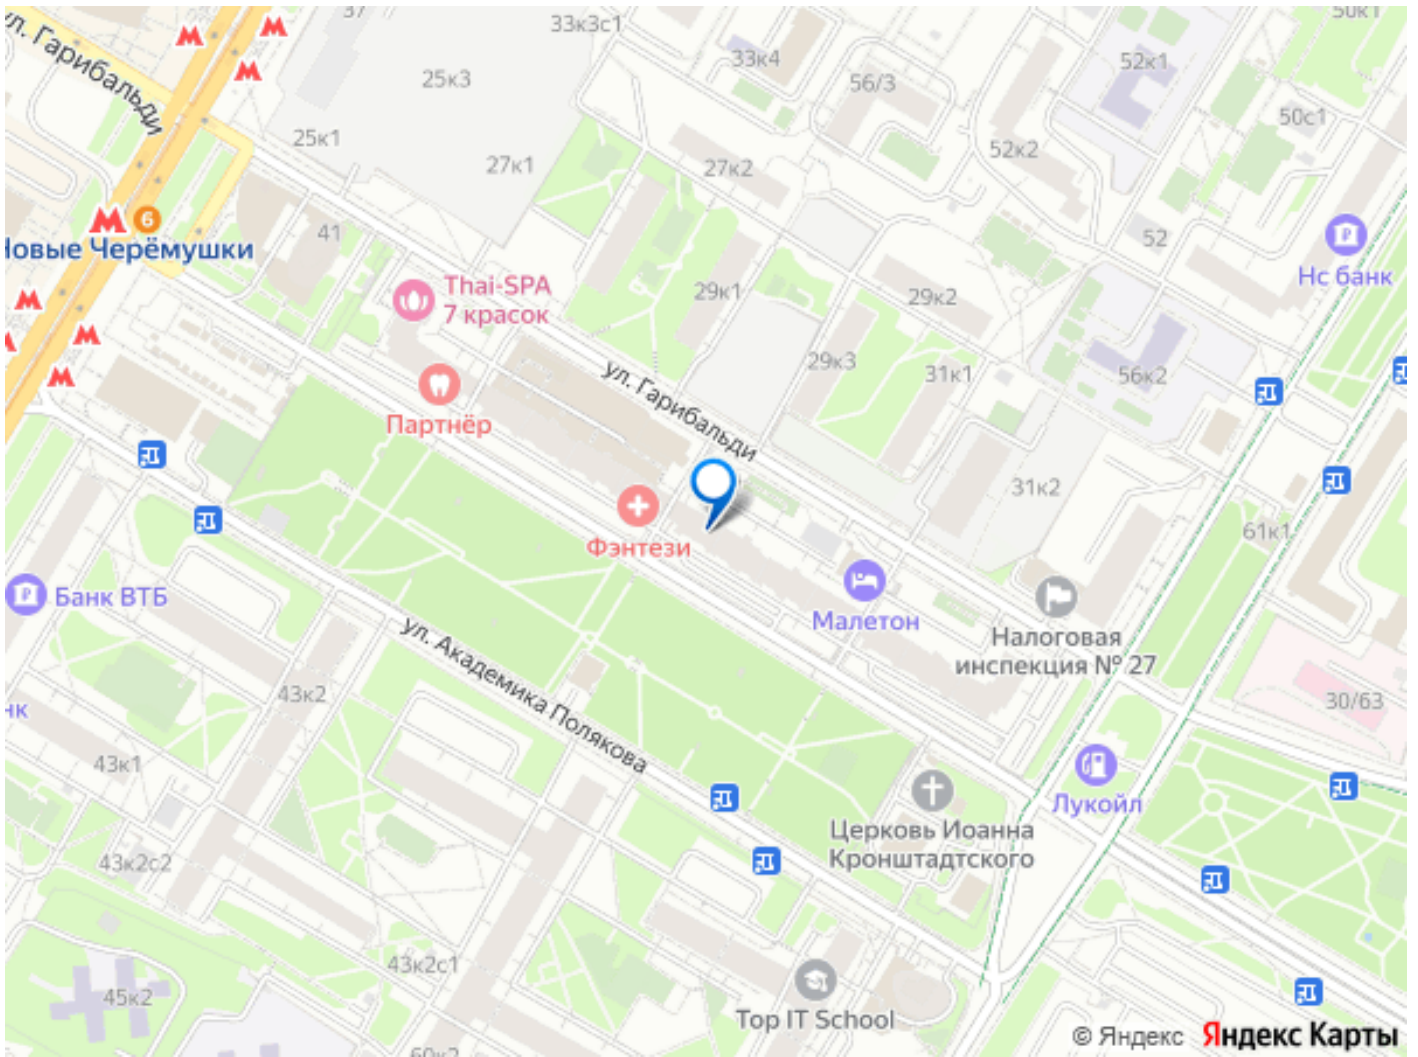 37
33к3с1
50к1
ул. Гарибальди
33к4
52к1
25к3
56/3
50с1
25к1
52к2
27к1
27к2
6
41
52
Новые Черёмушки
Нс банк
Thai-SPA
7 красок
29к1
29к2
29к3
31к1
56к2
ул. Гарибальди
Партнёр
31к2
61к1
Фэнтези
Банк ВТБ
Малетон
Налоговая
инспекция № 27
ул. Академика Полякова
43к2
30/63
нк
43к1
Лукойл
Церковь Иоанна
Кронштадтского
43к2с2
43к2с1
45к2
Top IT School
60к2
© Яндекс Яндекс Карты